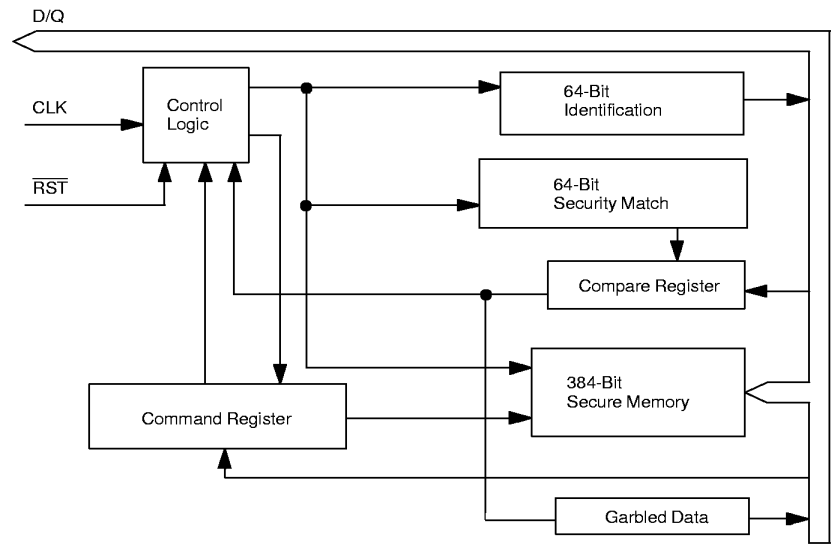 D/Q
CLK
RST
Control
Logic
64-Bit
Identification
64-Bit
Security Match
Compare Register
384-Bit
Secure Memory
Command Register
Garbled Data